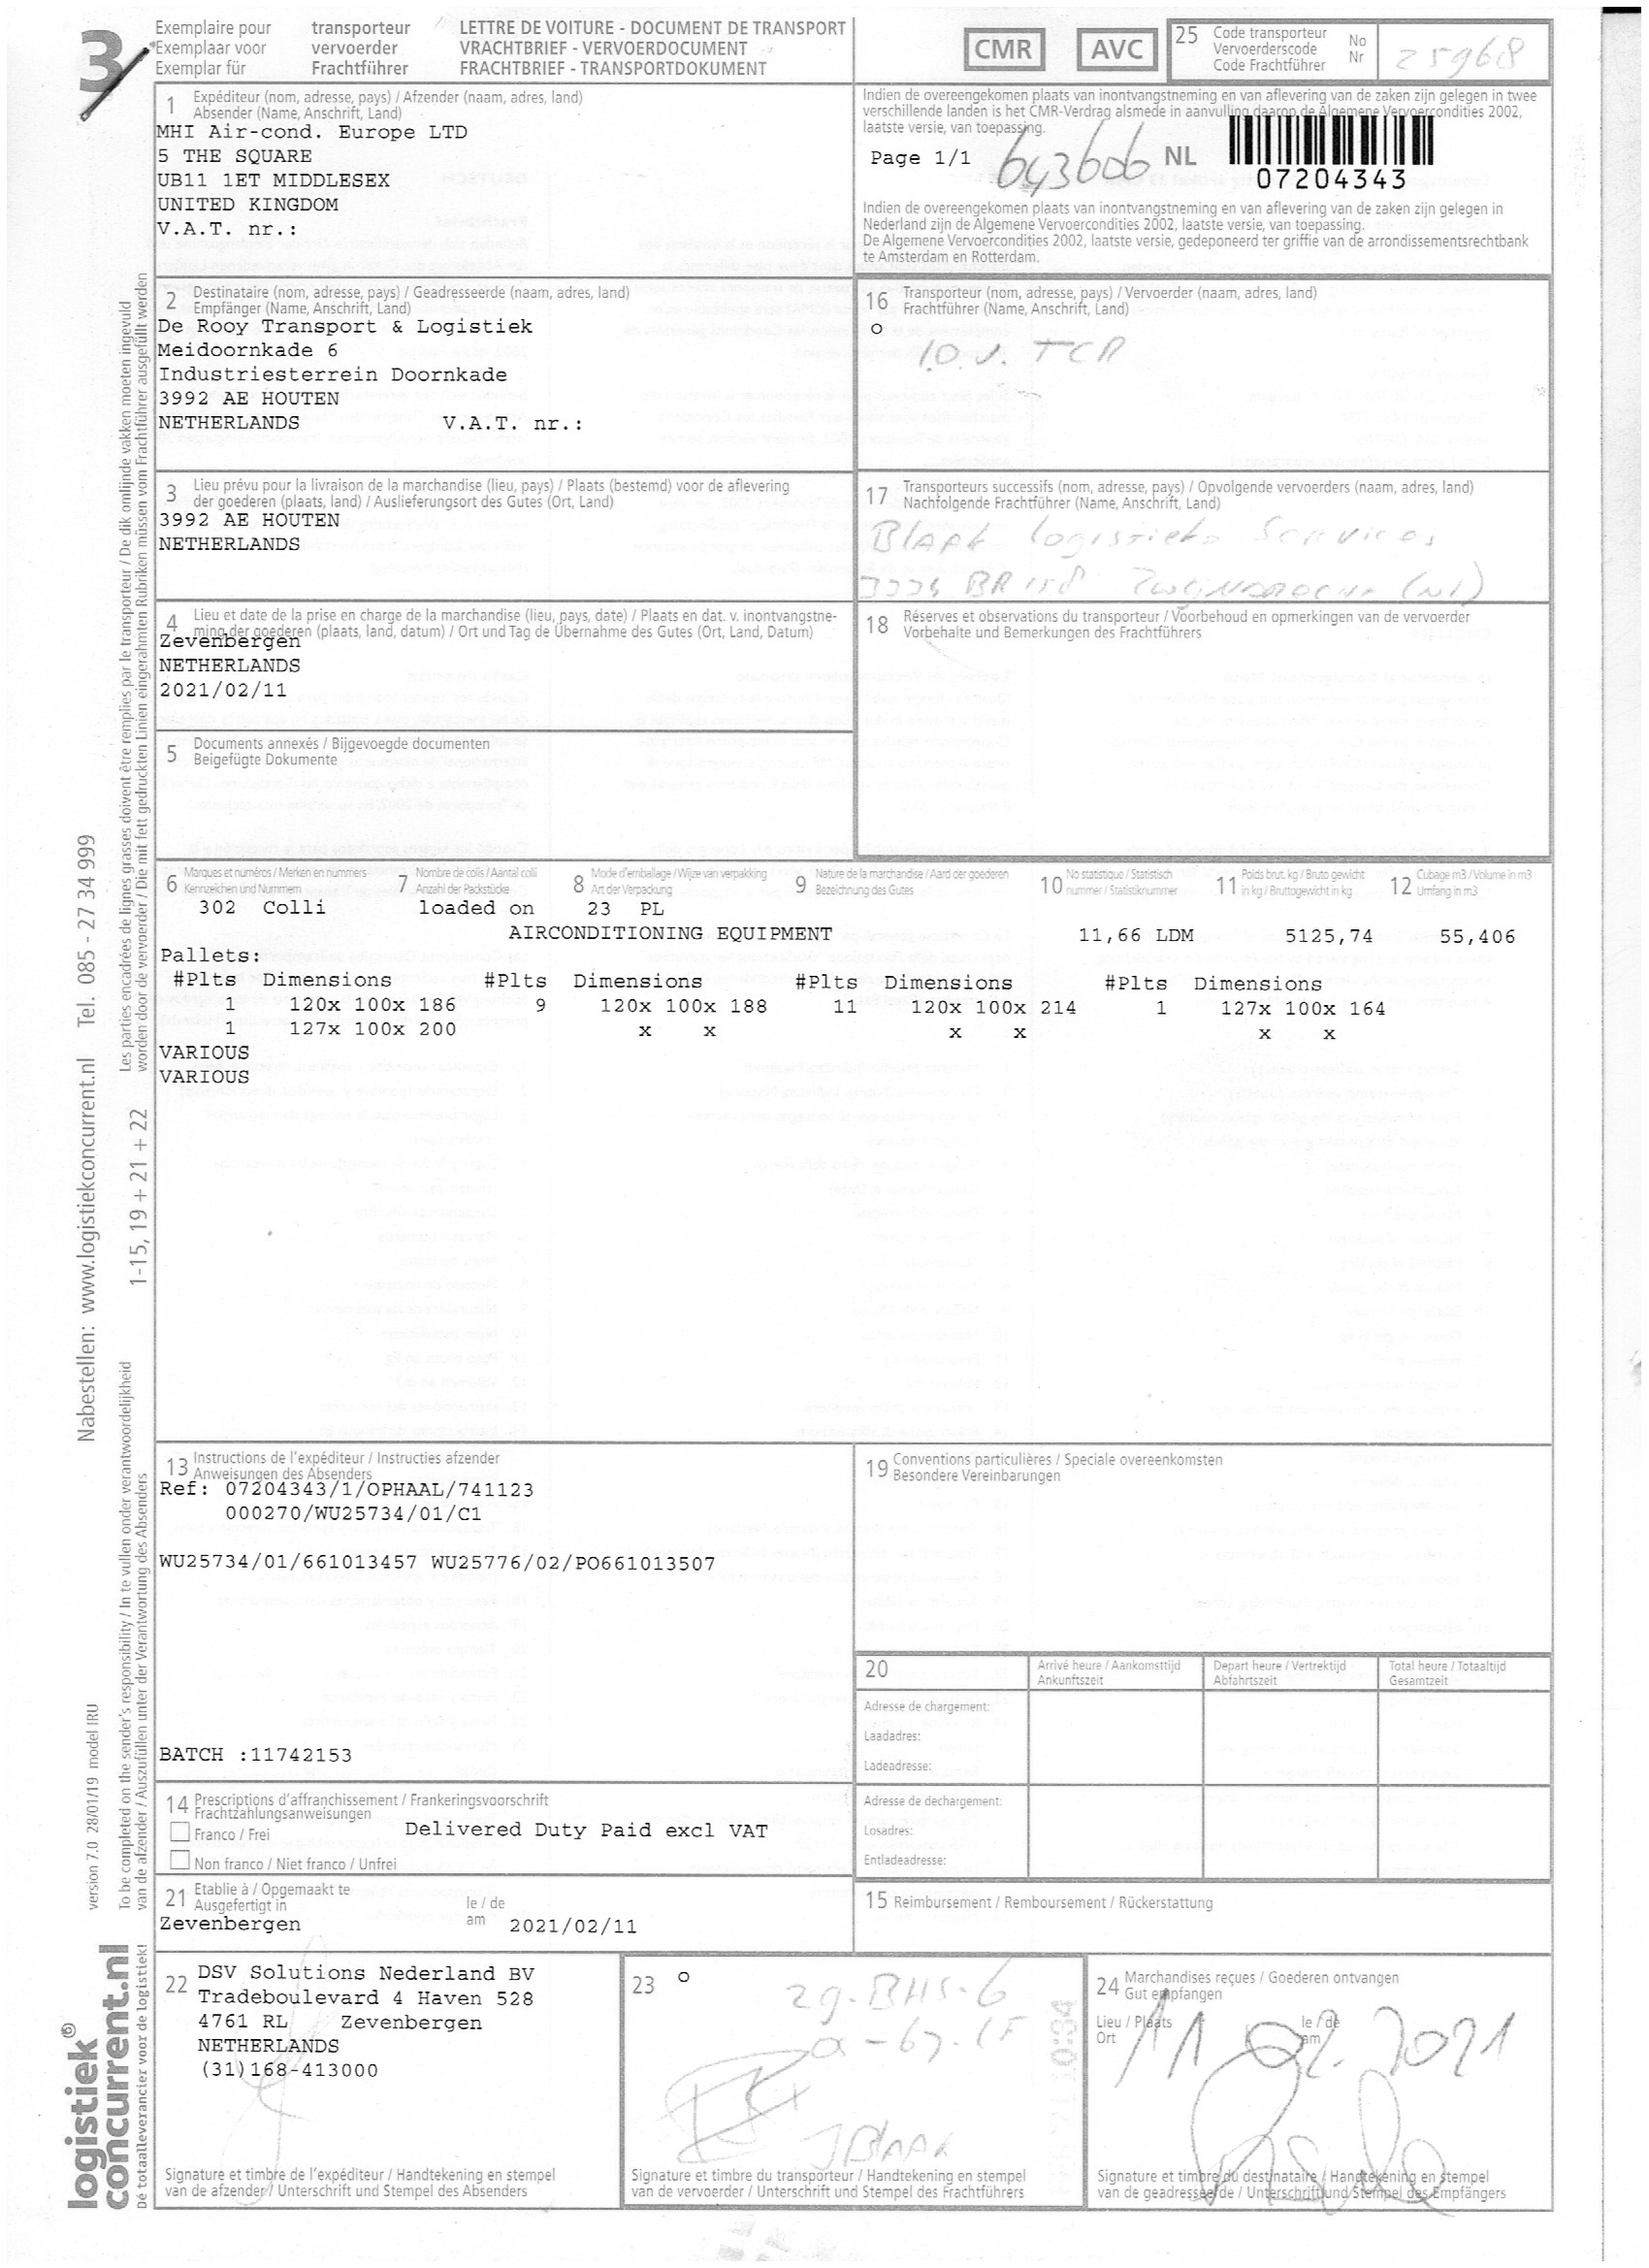 3
Exemplaire pour transporteur
Exemplaar voor vervoerder
Exemplar für Frachtführer
LETTRE DE VOITURE - DOCUMENT DE TRANSPORT
VRACHTBRIEF - VERVOERDOCUMENT
FRACHTBRIEF - TRANSPORTDOKUMENT
CMR
AVC
25 Code transporteur
Vervoerderscode
Code Frachtführer
No
Nr
25968
1 Expéditeur (nom, adresse, pays) / Afzender (naam, adres, land)
Absender (Name, Anschrift, Land)
MHI Air-cond. Europe LTD
5 THE SQUARE
UB11 1ET MIDDLESEX
UNITED KINGDOM
V.A.T. nr.:
Indien de overeengekomen plaats van inontvangstneming en van aflevering van de zaken zijn gelegen in twee
verschillende landen is het CMR-Verdrag alsmede in aanvulling daarop de Algemene Vervoercondities 2002,
laatste versie, van toepassing.
Page 1/1 643606 NL
07204343
Indien de overeengekomen plaats van inontvangstneming en van aflevering van de zaken zijn gelegen in
Nederland zijn de Algemene Vervoercondities 2002, laatste versie, van toepassing.
De Algemene Vervoercondities 2002, laatste versie, gedeponeerd ter griffie van de arrondissementsrechtbank
te Amsterdam en Rotterdam.
2 Destinataire (nom, adresse, pays) / Geadresseerde (naam, adres, land)
Empfänger (Name, Anschrift, Land)
De Rooy Transport & Logistiek
Meidoornkade 6
Industriesterrein Doornkade
3992 AE HOUTEN
NETHERLANDS V.A.T. nr.:
16 Transporteur (nom, adresse, pays) / Vervoerder (naam, adres, land)
Frachtführer (Name, Anschrift, Land)
o
I.O.V. TCR
3 Lieu prévu pour la livraison de la marchandise (lieu, pays) / Plaats (bestemd) voor de aflevering
der goederen (plaats, land) / Auslieferungsort des Gutes (Ort, Land)
3992 AE HOUTEN
NETHERLANDS
17 Transporteurs successifs (nom, adresse, pays) / Opvolgende vervoerders (naam, adres, land)
Nachfolgende Frachtführer (Name, Anschrift, Land)
Blaak Logistieke Services
BR 158 (NL)
4 Lieu et date de la prise en charge de la marchandise (lieu, pays, date) / Plaats en dat. v. inontvangstne-
ming der goederen (plaats, land, datum) / Ort und Tag de Übernahme des Gutes (Ort, Land, Datum)
Zevenbergen
NETHERLANDS
2021/02/11
18 Réserves et observations du transporteur / Voorbehoud en opmerkingen van de vervoerder
Vorbehalte und Bemerkungen des Frachtführers
5 Documents annexés / Bijgevoegde documenten
Beigefügte Dokumente
6 Marques et numéros / Merken en nummers
Kennzeichen und Nummern
7 Nombre de colis / Aantal colli
Anzahl der Packstücke
8 Mode d'emballage / Wijze van verpakking
Art der Verpackung
9 Nature de la marchandise / Aard der goederen
Bezeichnung des Gutes
10 No statistique / Statistisch
nummer / Statistiknummer
11 Poids brut. kg / Bruto gewicht
in kg / Bruttogewicht in kg
12 Cubage m3 / Volume in m3
Umfang in m3
302 Colli loaded on 23 PL
AIRCONDITIONING EQUIPMENT 11,66 LDM 5125,74 55,406
Pallets:
#Plts Dimensions #Plts Dimensions #Plts Dimensions #Plts Dimensions
1 120x 100x 186 9 120x 100x 188 11 120x 100x 214 1 127x 100x 164
1 127x 100x 200 x x x x x x
VARIOUS
VARIOUS
13 Instructions de l'expéditeur / Instructies afzender
Anweisungen des Absenders
Ref: 07204343/1/OPHAAL/741123
000270/WU25734/01/C1
WU25734/01/661013457 WU25776/02/PO661013507
BATCH :11742153
19 Conventions particulières / Speciale overeenkomsten
Besondere Vereinbarungen
20
Arrivé heure / Aankomsttijd
Ankunftszeit
Depart heure / Vertrektijd
Abfahrtszeit
Total heure / Totaaltijd
Gesamtzeit
Adresse de chargement:
Laadadres:
Ladeadresse:
Adresse de dechargement:
Losadres:
Entladeadresse:
14 Prescriptions d'affranchissement / Frankeringsvoorschrift
Frachtzahlungsanweisungen
Franco / Frei Delivered Duty Paid excl VAT
Non franco / Niet franco / Unfrei
21 Etablie à / Opgemaakt te
Ausgefertigt in
Zevenbergen
le / de
am 2021/02/11
15 Reimbursement / Remboursement / Rückerstattung
22 DSV Solutions Nederland BV
Tradeboulevard 4 Haven 528
4761 RL Zevenbergen
NETHERLANDS
(31)168-413000
Signature et timbre de l'expéditeur / Handtekening en stempel
van de afzender / Unterschrift und Stempel des Absenders
23 o
29-BHS-6
JBlaak
10:34
Signature et timbre du transporteur / Handtekening en stempel
van de vervoerder / Unterschrift und Stempel des Frachtführers
24 Marchandises reçues / Goederen ontvangen
Gut empfangen
Lieu / Plaats
Ort
le / de
am
11 02 2021
Signature et timbre du destinataire / Handtekening en stempel
van de geadresseerde / Unterschrift und Stempel des Empfängers
Les parties encadrées de lignes grasses doivent être remplies par le transporteur / De dik omlijnde vakken moeten ingevuld
worden door de vervoerder / Die mit fett gedruckten Linien eingerahmten Rubriken müssen vom Frachtführer ausgefüllt werden
1-15, 19 + 21 + 22
To be completed on the sender's responsibility / In te vullen onder verantwoordelijkheid
van de afzender / Auszufüllen unter der Verantwortung des Absenders
Nabestellen: www.logistiekconcurrent.nl Tel. 085 - 27 34 999
version 7.0 28/01/19 model IRU
logistiek
concurrent.nl
Dé totaalleverancier voor de logistiek!